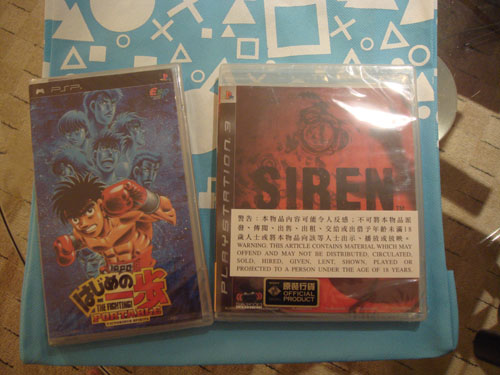 PSP
はじめの一歩
THE FIGHTING!
PORTABLE
PLAYSTATION 3
SIREN
警告：本物品內容可能令人反感；不可將本物品派
發、傳閱、出售、出租、交給或出借予年齡未滿18
歲人士或將本物品向該等人士出示、播放或放映。
WARNING: THIS ARTICLE CONTAINS MATERIAL WHICH MAY
OFFEND AND MAY NOT BE DISTRIBUTED, CIRCULATED,
SOLD, HIRED, GIVEN, LENT, SHOWN, PLAYED OR
PROJECTED TO A PERSON UNDER THE AGE OF 18 YEARS.
原裝行貨
OFFICIAL
PRODUCT